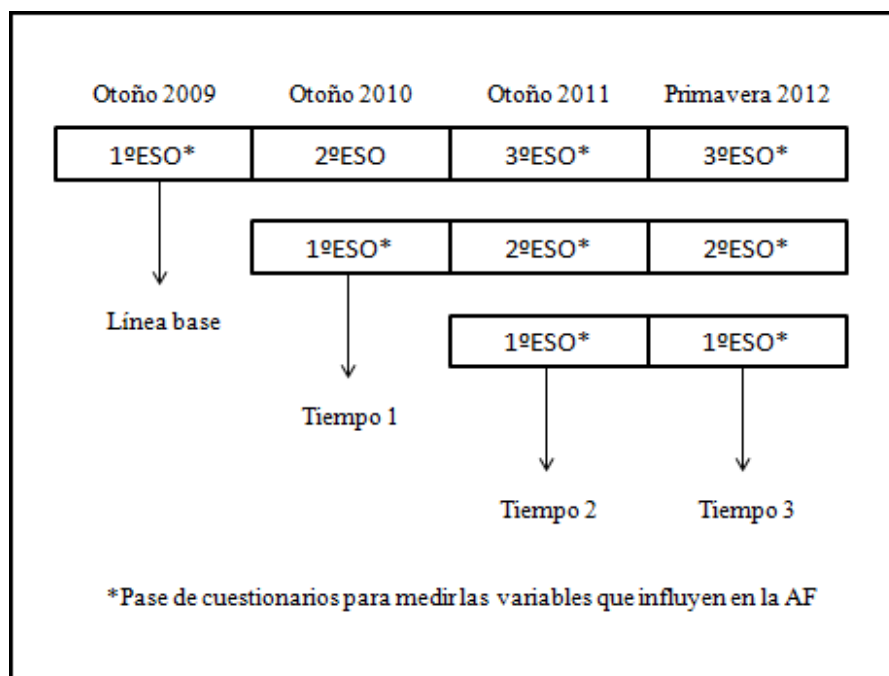 Otoño 2009 Otoño 2010 Otoño 2011 Primavera 2012
1ºESO* 2ºESO 3ºESO* 3ºESO*
1ºESO* 2ºESO* 2ºESO*
Línea base
1ºESO* 1ºESO*
Tiempo 1
Tiempo 2 Tiempo 3
*Pase de cuestionarios para medir las variables que influyen en la AF